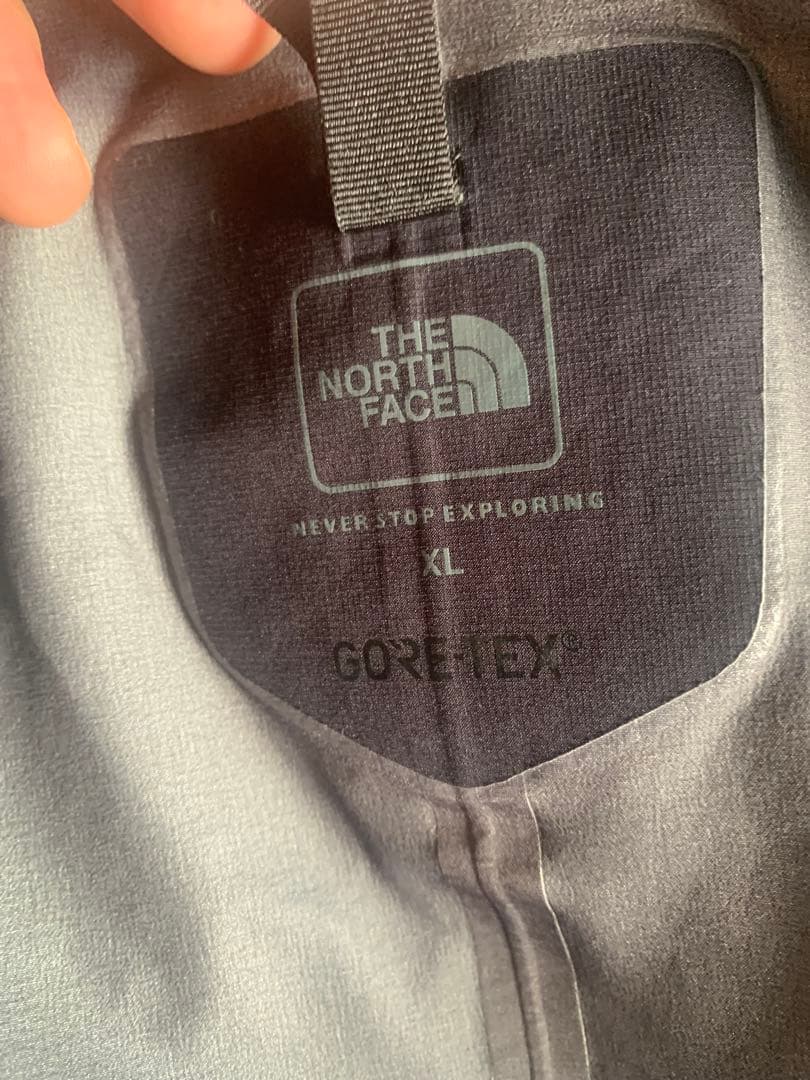 THE
NORTH
FACE
NEVER STOP EXPLORING
XL
GORE-TEX®